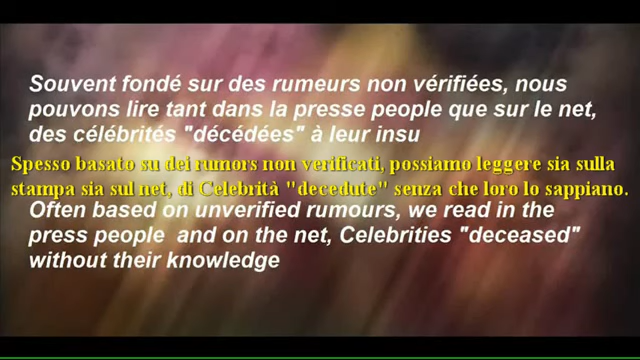 Souvent fondé sur des rumeurs non vérifiées, nous
pouvons lire tant dans la presse people que sur le net,
des célébrités "décédées" à leur insu
Spesso basato su dei rumors non verificati, possiamo leggere sia sulla
stampa sia sul net, di Celebrità "decedute" senza che loro lo sappiano.
Often based on unverified rumours, we read in the
press people and on the net, Celebrities "deceased"
without their knowledge